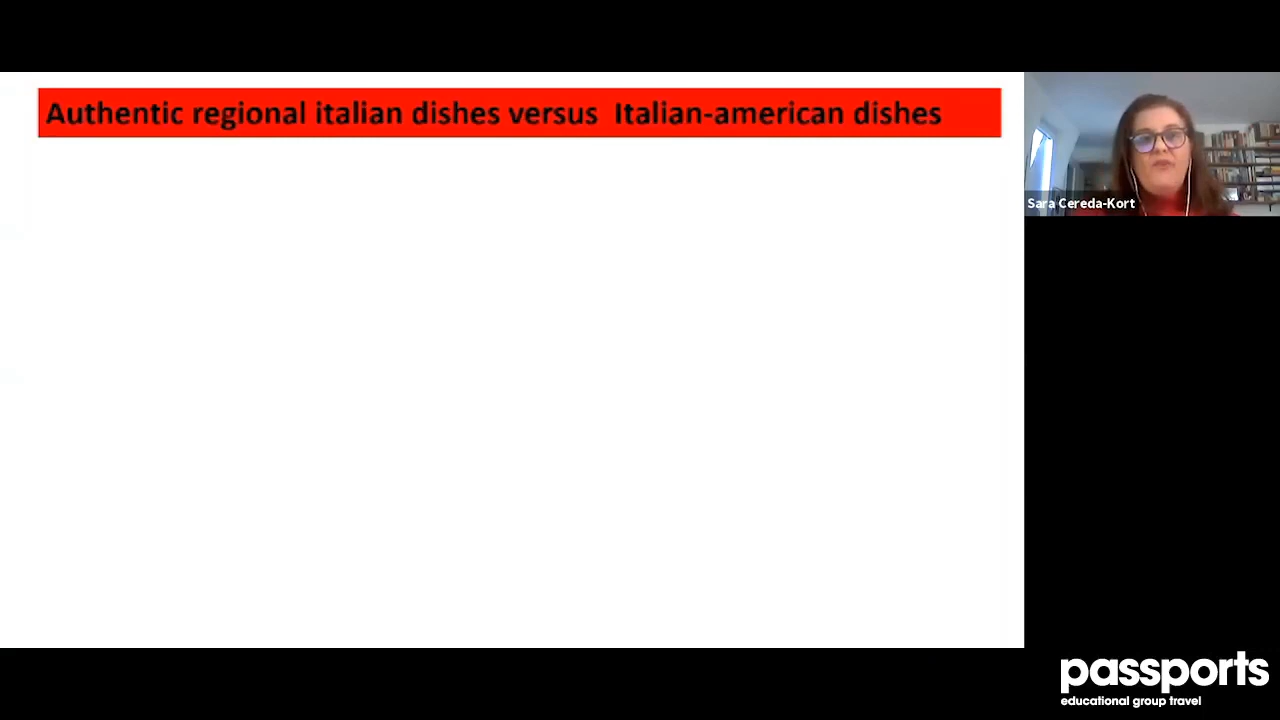 Authentic regional italian dishes versus  Italian-american dishes
Sara Cereda-Kort
passports
educational group travel